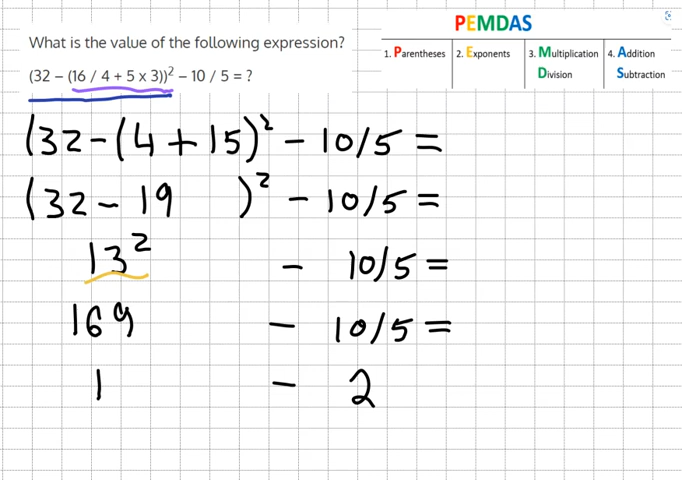 PEMDAS
What is the value of the following expression?
(32 – (16 / 4 + 5 x 3))² – 10 / 5 = ?
1. Parentheses
2. Exponents
3. Multiplication
Division
4. Addition
Subtraction
(32 – (4 + 15)² – 10/5 =
(32 – 19 )² – 10/5 =
13² – 10/5 =
169 – 10/5 =
1 – 2